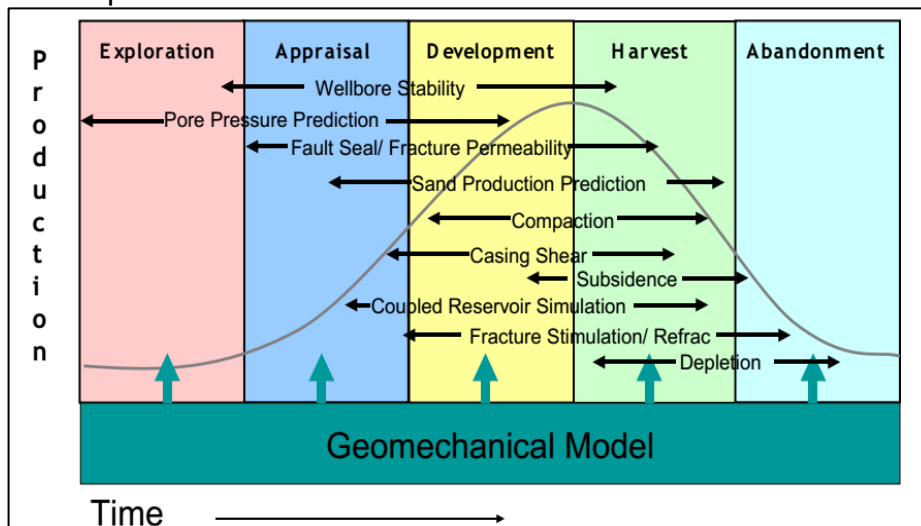 Production
Exploration
Appraisal
Development
Harvest
Abandonment
Wellbore Stability
Pore Pressure Prediction
Fault Seal/ Fracture Permeability
Sand Production Prediction
Compaction
Casing Shear
Subsidence
Coupled Reservoir Simulation
Fracture Stimulation/ Refrac
Depletion
Geomechanical Model
Time